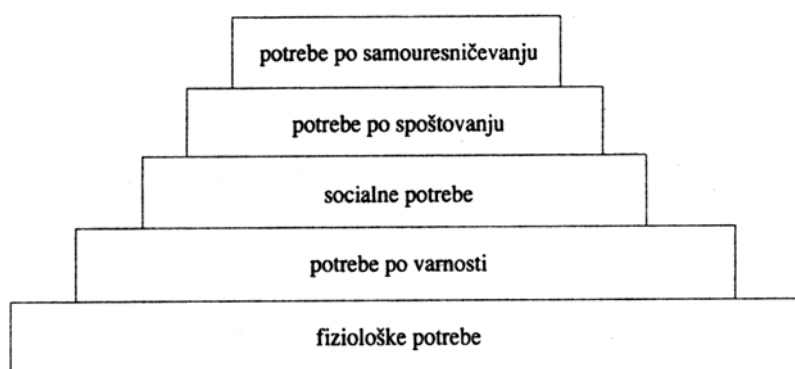 potrebe po samouresničevanju
potrebe po spoštovanju
socialne potrebe
potrebe po varnosti
fiziološke potrebe